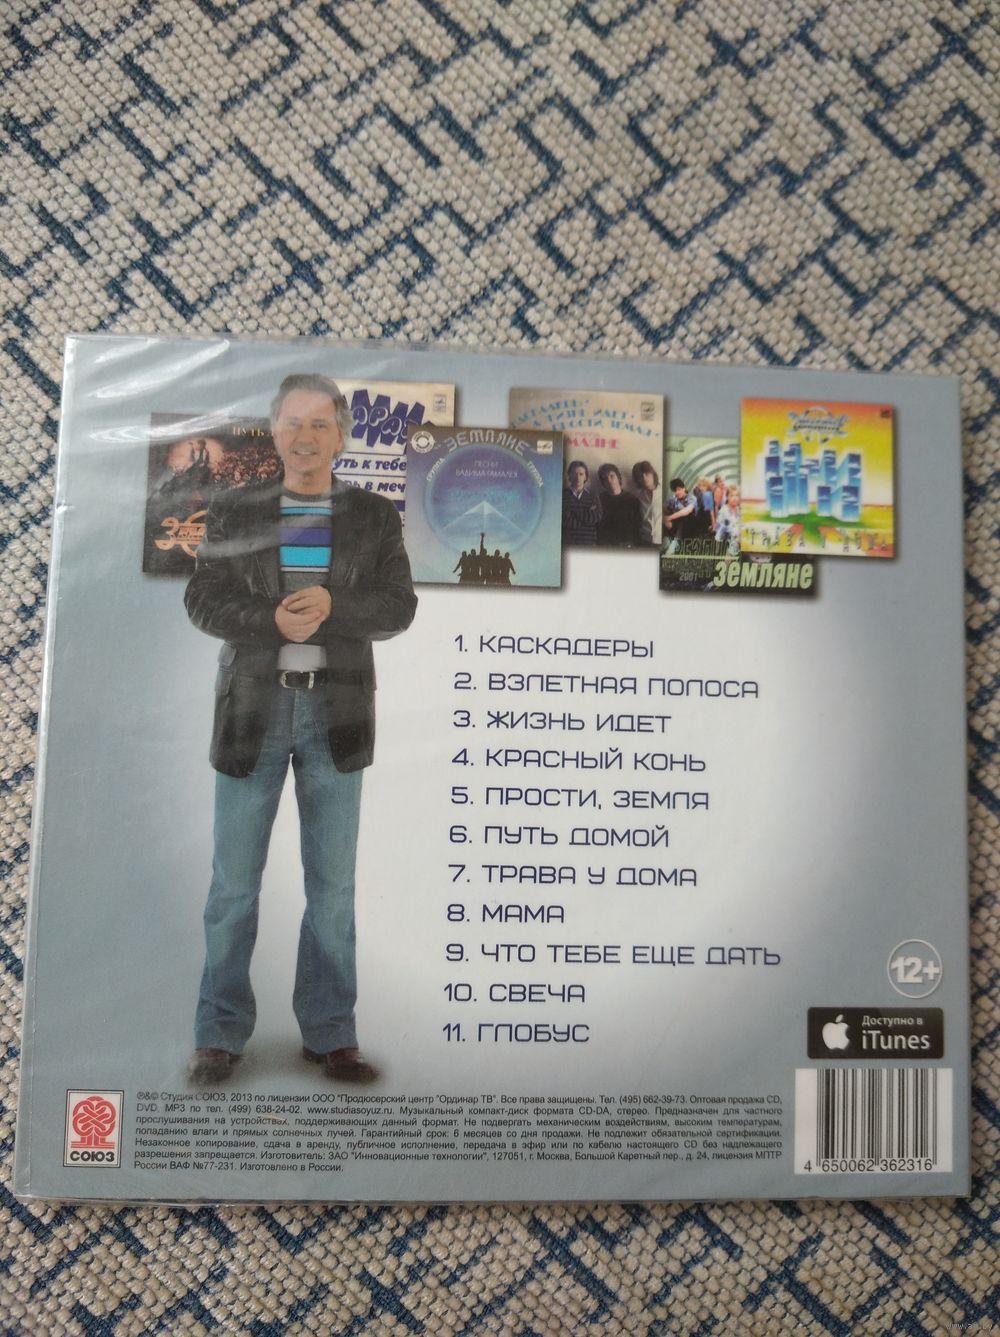 ПУТЬ
ПУТЬ К ТЕБЕ
ГРУППА ЗЕМЛЯНЕ ГРУППА
ПЕСНИ
ВАДИМА ГАМАЛЕЯ
ЗЕМЛЯНЕ
2001
1. КАСКАДЕРЫ
2. ВЗЛЕТНАЯ ПОЛОСА
3. ЖИЗНЬ ИДЕТ
4. КРАСНЫЙ КОНЬ
5. ПРОСТИ, ЗЕМЛЯ
6. ПУТЬ ДОМОЙ
7. ТРАВА У ДОМА
8. МАМА
9. ЧТО ТЕБЕ ЕЩЕ ДАТЬ
10. СВЕЧА
11. ГЛОБУС
12+
Доступно в
iTunes
СОЮЗ
℗&© Студия СОЮЗ, 2013 по лицензии ООО "Продюсерский центр "Ординар ТВ". Все права защищены. Тел. (495) 662-39-73. Оптовая продажа CD,
DVD, MP3 по тел. (499) 638-24-02. www.studiasoyuz.ru. Музыкальный компакт-диск формата CD-DA, стерео. Предназначен для частного
прослушивания на устройствах, поддерживающих данный формат. Не подвергать механическим воздействиям, высоким температурам,
попаданию влаги и прямых солнечных лучей. Гарантийный срок: 6 месяцев со дня продажи. Не подлежит обязательной сертификации.
Незаконное копирование, сдача в аренду, публичное исполнение, передача в эфир или по кабелю настоящего CD без надлежащего
разрешения запрещается. Изготовитель: ЗАО "Инновационные технологии", 127051, г. Москва, Большой Каретный пер., д. 24, лицензия МПТР
России ВАФ №77-231. Изготовлено в России.
4 650062 362316